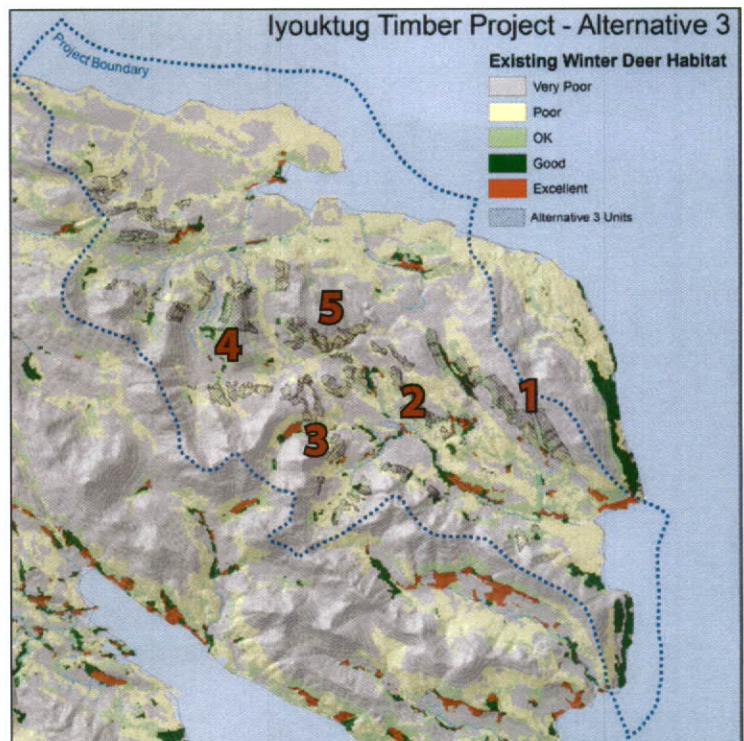 Iyouktug Timber Project - Alternative 3
Project Boundary
Existing Winter Deer Habitat
Very Poor
Poor
OK
Good
Excellent
Alternative 3 Units
5
4
1
2
3